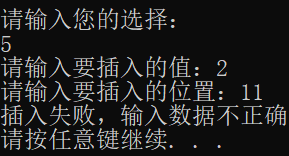 请输入您的选择：
5
请输入要插入的值：2
请输入要插入的位置：11
插入失败，输入数据不正确
请按任意键继续. . .